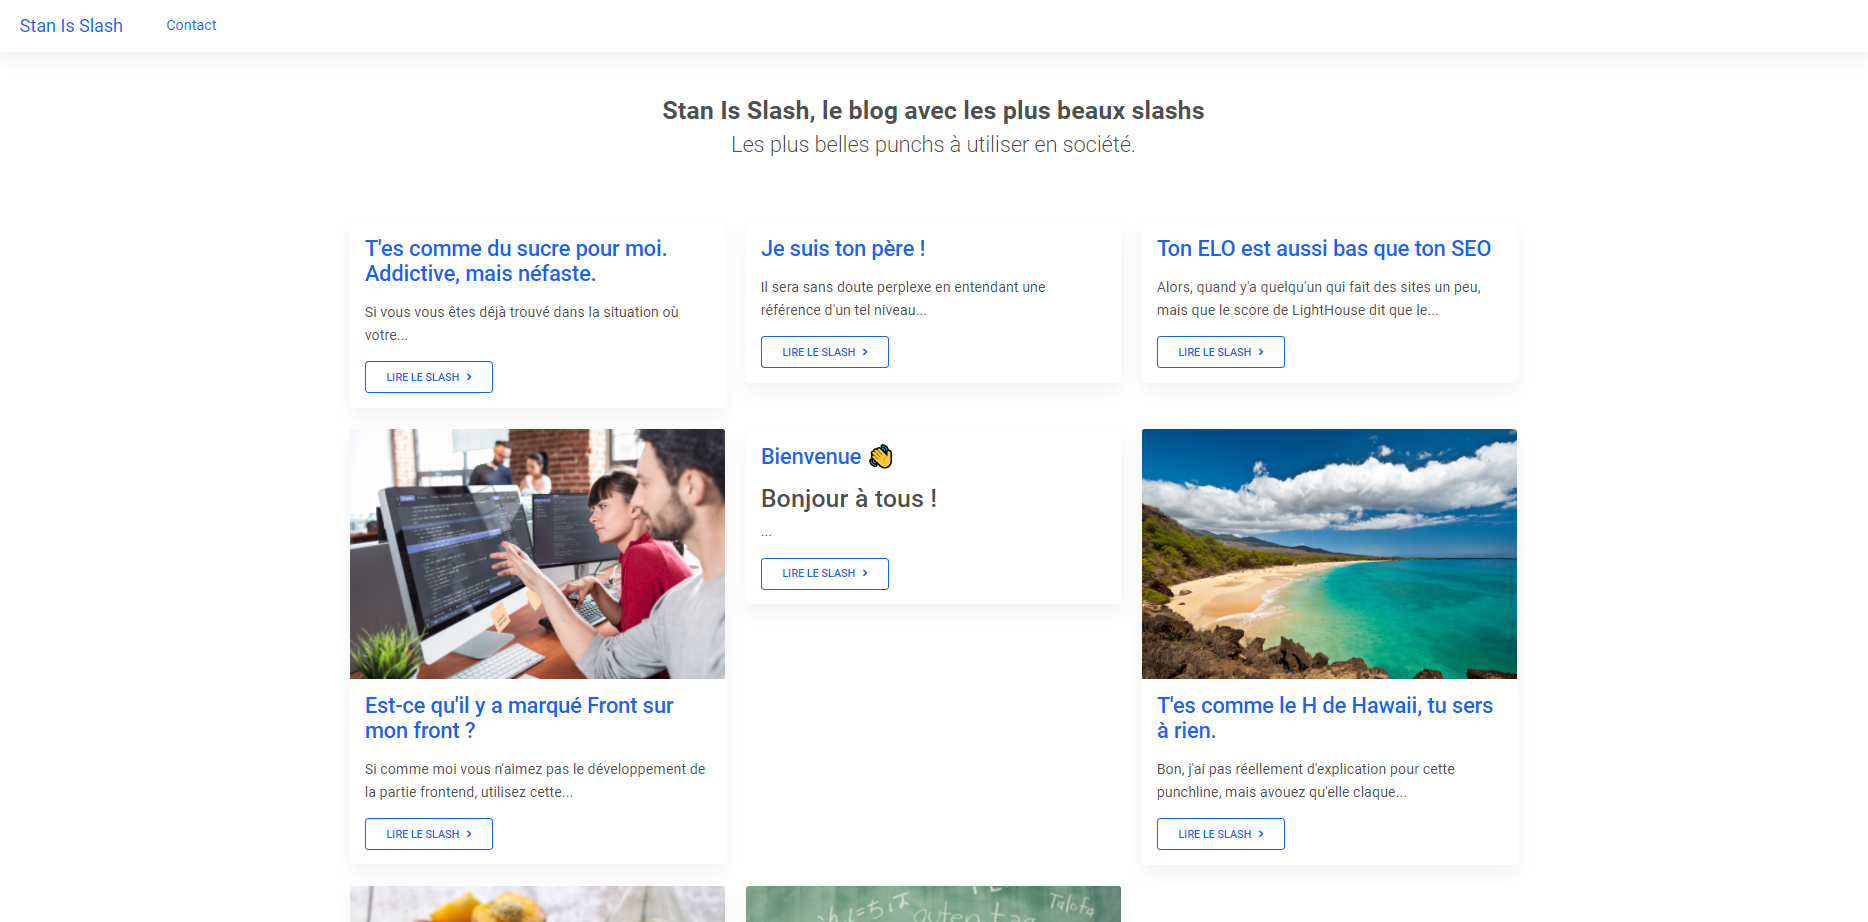 Stan Is Slash Contact
Stan Is Slash, le blog avec les plus beaux slashs
Les plus belles punchs à utiliser en société.
T'es comme du sucre pour moi.
Addictive, mais néfaste.
Si vous vous êtes déjà trouvé dans la situation où
votre...
LIRE LE SLASH
Je suis ton père !
Il sera sans doute perplexe en entendant une
référence d'un tel niveau...
LIRE LE SLASH
Ton ELO est aussi bas que ton SEO
Alors, quand y'a quelqu'un qui fait des sites un peu,
mais que le score de LightHouse dit que le...
LIRE LE SLASH
Est-ce qu'il y a marqué Front sur
mon front ?
Si comme moi vous n'aimez pas le développement de
la partie frontend, utilisez cette...
LIRE LE SLASH
Bienvenue 👏
Bonjour à tous !
...
LIRE LE SLASH
T'es comme le H de Hawaii, tu sers
à rien.
Bon, j'ai pas réellement d'explication pour cette
punchline, mais avouez qu'elle claque...
LIRE LE SLASH
Talofa
guten tag